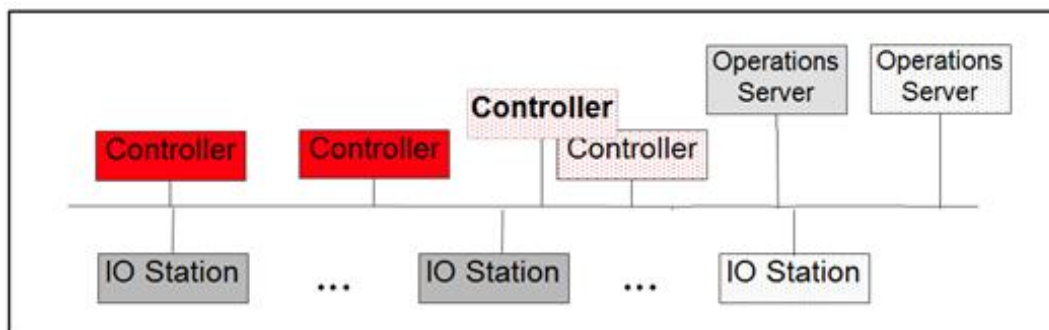 Operations
Server
Operations
Server
Controller
Controller
Controller
Controller
IO Station
...
IO Station
...
IO Station